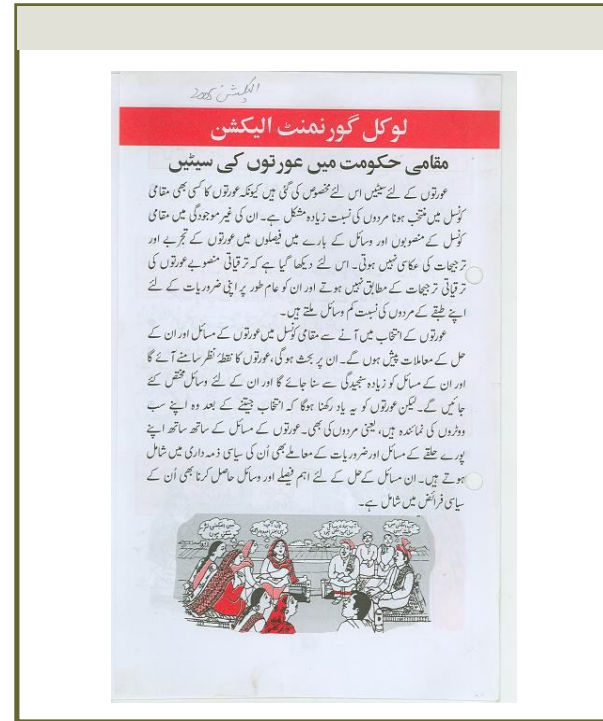 الیکشن 2005
لوکل گورنمنٹ الیکشن
مقامی حکومت میں عورتوں کی سیٹیں
عورتوں کے لئے سیٹیں اس لئے مخصوص کی گئی ہیں کیونکہ عورتوں کا کسی بھی مقامی
کونسل میں منتخب ہونا مردوں کی نسبت زیادہ مشکل ہے۔ ان کی غیر موجودگی میں مقامی
کونسل کے منصوبوں اور وسائل کے بارے میں فیصلوں میں عورتوں کے تجربے اور
ترجیحات کی عکاسی نہیں ہوتی۔ اس لئے دیکھا گیا ہے کہ ترقیاتی منصوبے عورتوں کی
ترقیاتی ترجیحات کے مطابق نہیں ہوتے اور ان کو عام طور پر اپنی ضروریات کے لئے
اپنے طبقے کے مردوں کی نسبت کم وسائل ملتے ہیں۔
عورتوں کے انتخاب میں آنے سے مقامی کونسل میں عورتوں کے مسائل اور ان کے
حل کے معاملات پیش ہوں گے۔ ان پر بحث ہوگی، عورتوں کا نقطۂ نظر سامنے آئے گا
اور ان کے مسائل کو زیادہ سنجیدگی سے سنا جائے گا اور ان کے لئے وسائل مختص کئے
جائیں گے۔ لیکن عورتوں کو یہ یاد رکھنا ہوگا کہ انتخاب جیتنے کے بعد وہ اپنے سب
ووٹروں کی نمائندہ ہیں، یعنی مردوں کی بھی۔ عورتوں کے مسائل کے ساتھ ساتھ اپنے
پورے حلقے کے مسائل اور ضروریات کے معاملے بھی اُن کی سیاسی ذمہ داری میں شامل
ہوتے ہیں۔ ان مسائل کے حل کے لئے اہم فیصلے اور وسائل حاصل کرنا بھی اُن کے
سیاسی فرائض میں شامل ہے۔